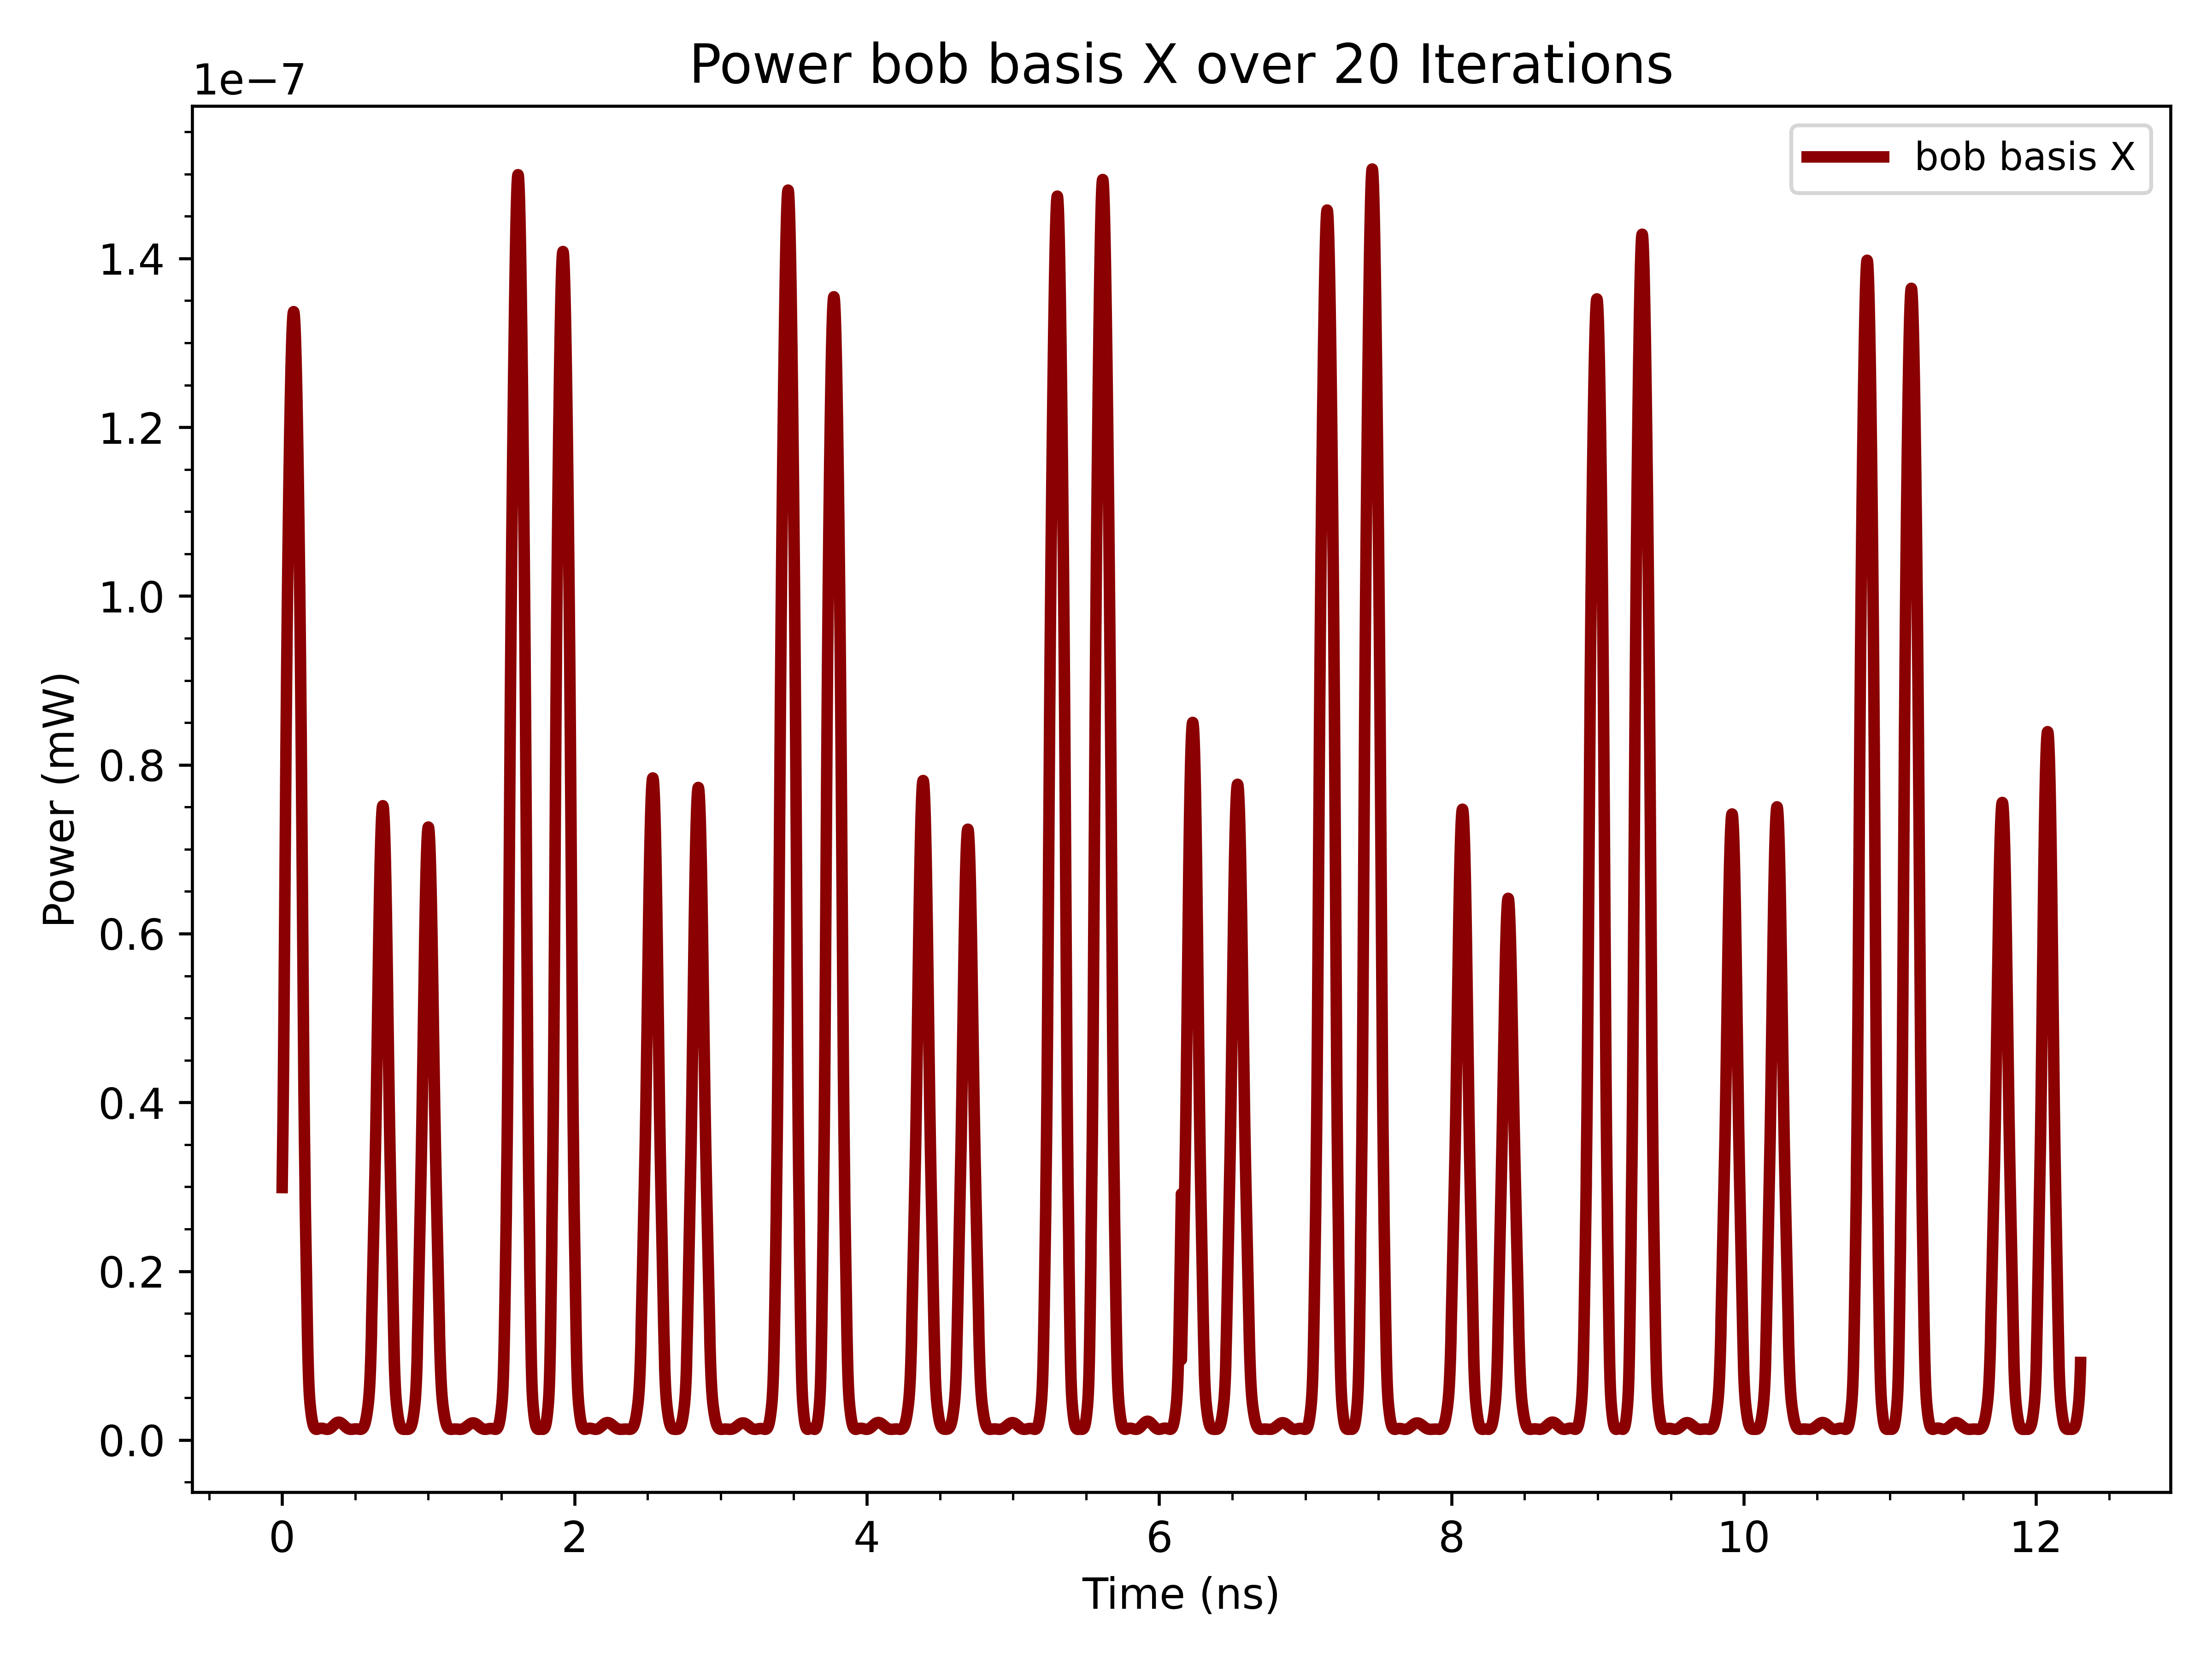 Power bob basis X over 20 Iterations
1e−7
bob basis X
1.4
1.2
1.0
0.8
0.6
0.4
0.2
0.0
Power (mW)
0 2 4 6 8 10 12
Time (ns)